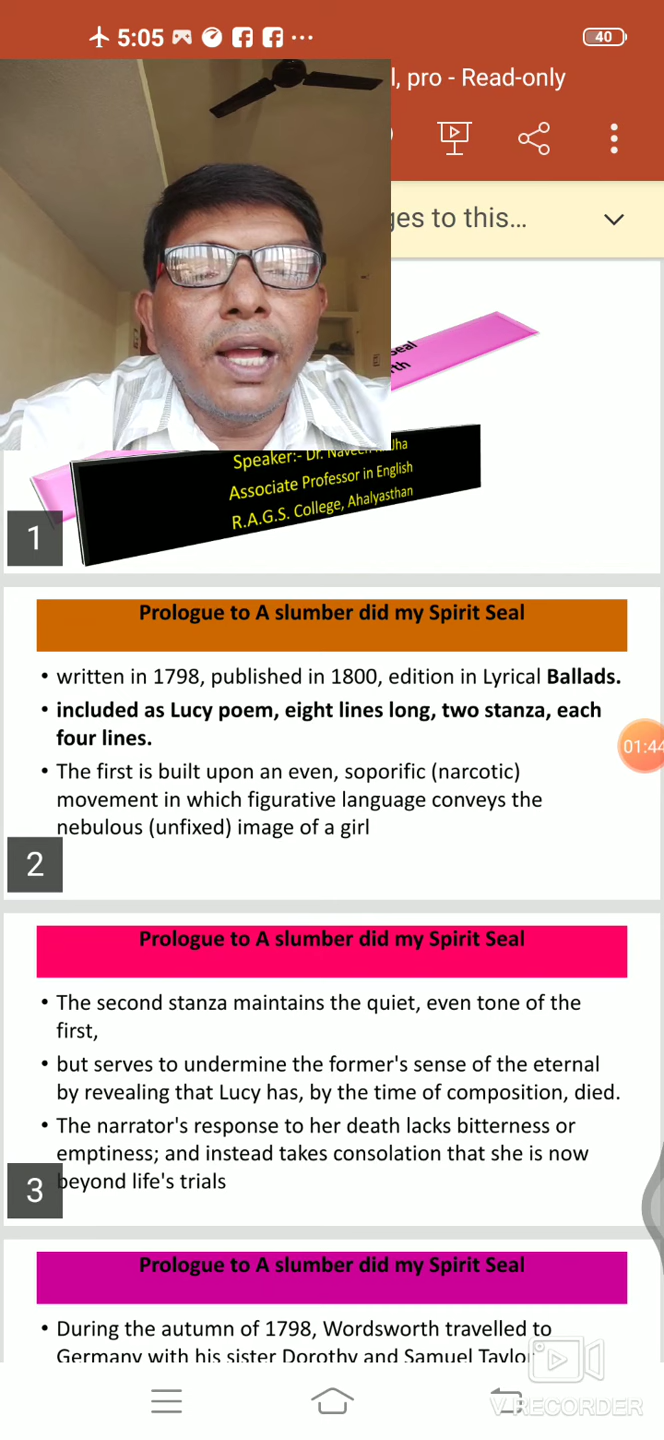 5:05
40
l, pro - Read-only
ges to this...
Seal
rth
Speaker:- Dr. Naveen Jha
Associate Professor in English
R.A.G.S. College, Ahalyasthan
1
Prologue to A slumber did my Spirit Seal
• written in 1798, published in 1800, edition in Lyrical Ballads.
• included as Lucy poem, eight lines long, two stanza, each
four lines.
01:44
• The first is built upon an even, soporific (narcotic)
movement in which figurative language conveys the
nebulous (unfixed) image of a girl
2
Prologue to A slumber did my Spirit Seal
• The second stanza maintains the quiet, even tone of the
first,
• but serves to undermine the former's sense of the eternal
by revealing that Lucy has, by the time of composition, died.
• The narrator's response to her death lacks bitterness or
emptiness; and instead takes consolation that she is now
beyond life's trials
3
Prologue to A slumber did my Spirit Seal
• During the autumn of 1798, Wordsworth travelled to
Germany with his sister Dorothy and Samuel Taylor
V RECORDER